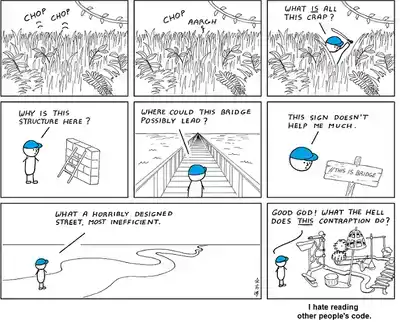 CHOP
CHOP
CHOP
AARGH
WHAT IS ALL
THIS CRAP?
WHY IS THIS
STRUCTURE HERE?
WHERE COULD THIS BRIDGE
POSSIBLY LEAD?
THIS SIGN DOESN'T
HELP ME MUCH.
//THIS IS BRIDGE
WHAT A HORRIBLY DESIGNED
STREET, MOST INEFFICIENT.
GOOD GOD! WHAT THE HELL
DOES THIS CONTRAPTION DO?
I hate reading
other people's code.